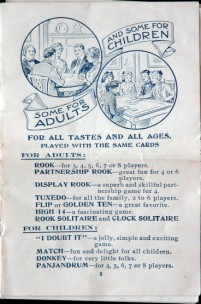 AND SOME FOR
CHILDREN
SOME FOR
ADULTS
FOR ALL TASTES AND ALL AGES.
PLAYED WITH THE SAME CARDS
FOR ADULTS:
ROOK—for 3, 4, 5, 6, 7 or 8 players.
PARTNERSHIP ROOK—great fun for 4 or 6
players.
DISPLAY ROOK—a superb and skillful part-
nership game for 4.
TUXEDO—for all the family, 2 to 6 players.
FLIP or GOLDEN TEN—a great favorite.
HIGH 14—a fascinating game.
ROOK SOLITAIRE and CLOCK SOLITAIRE
FOR CHILDREN:
"I DOUBT IT"—a jolly, simple and exciting
game.
MATCH—fun and delight for all children.
DONKEY—for very little folks.
PANJANDRUM—for 4, 5, 6, 7 or 8 players.